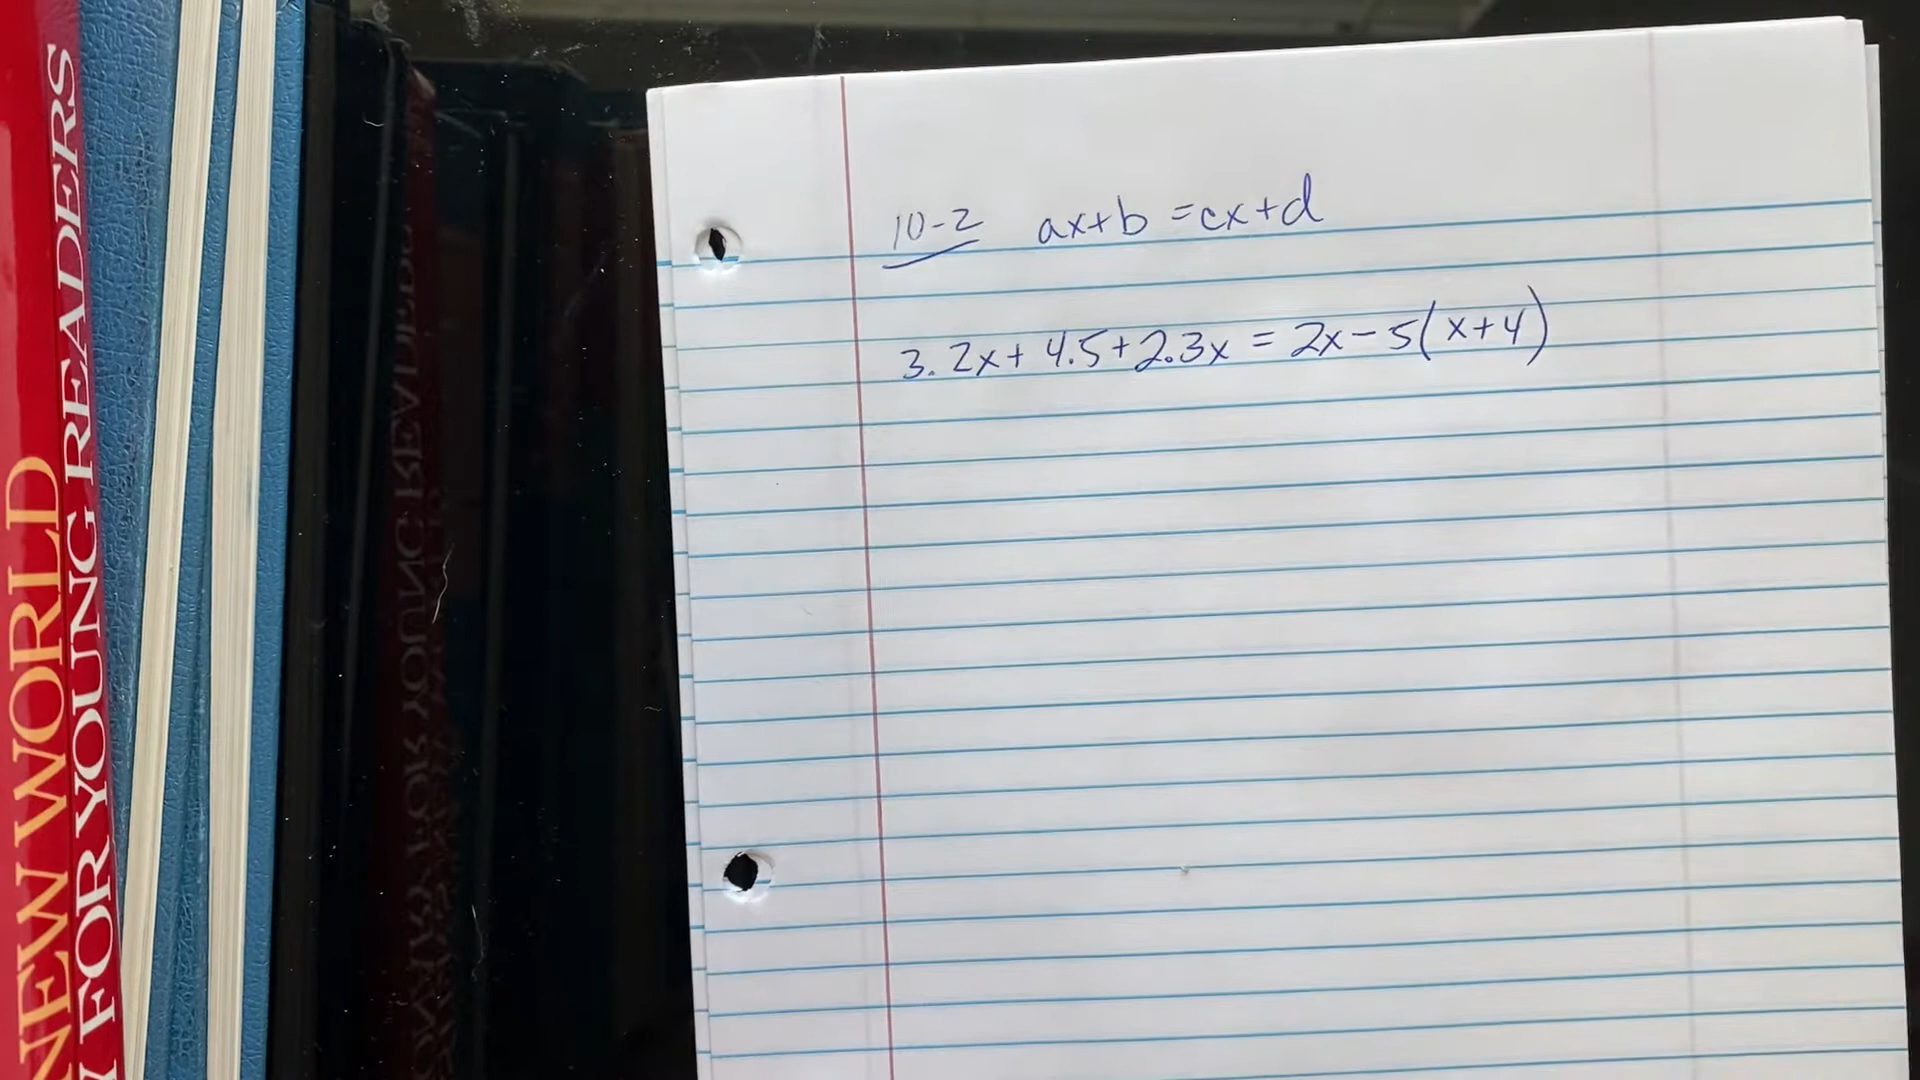 NEW WORLD
FOR YOUNG READERS
10-2 ax+b=cx+d
3.2x+4.5+2.3x=2x-5(x+4)